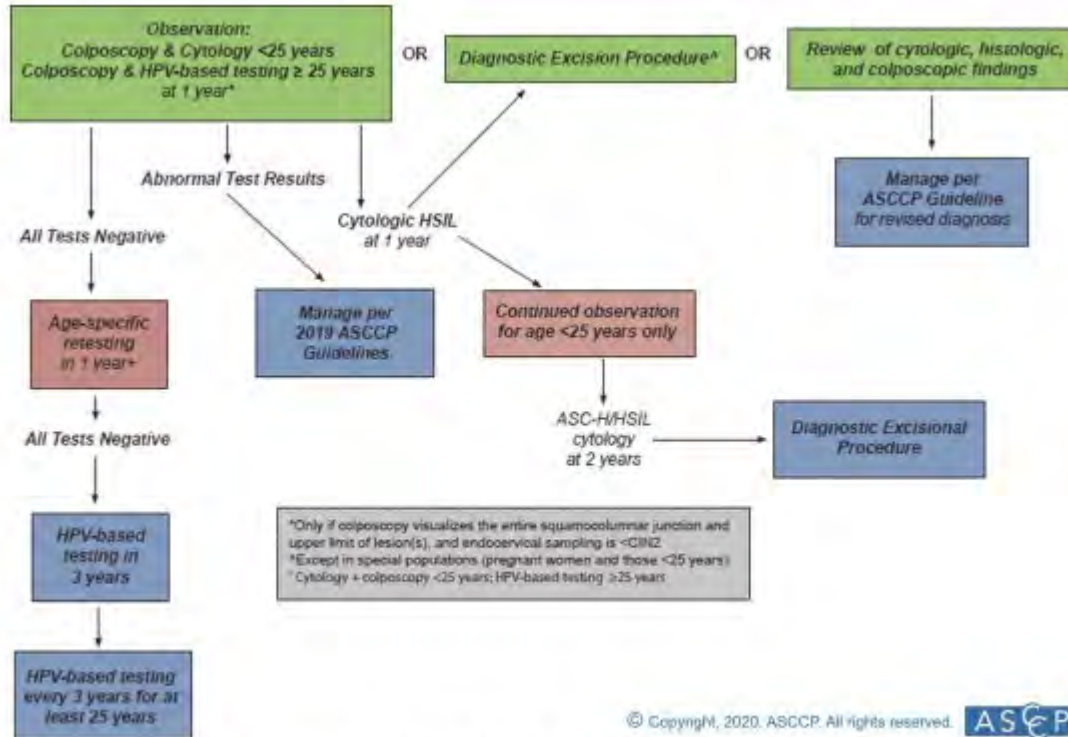 Observation:
Colposcopy & Cytology <25 years
Colposcopy & HPV-based testing ≥ 25 years
at 1 year*
OR
Diagnostic Excision Procedure^
OR
Review of cytologic, histologic,
and colposcopic findings
Abnormal Test Results
Manage per
ASCCP Guideline
for revised diagnosis
Cytologic HSIL
at 1 year
All Tests Negative
Age-specific
retesting
in 1 year+
Manage per
2019 ASCCP
Guidelines
Continued observation
for age <25 years only
All Tests Negative
ASC-H/HSIL
cytology
at 2 years
Diagnostic Excisional
Procedure
HPV-based
testing in
3 years
*Only if colposcopy visualizes the entire squamocolumnar junction and
upper limit of lesion(s), and endocervical sampling is <CIN2
^Except in special populations (pregnant women and those <25 years)
+Cytology + colposcopy <25 years; HPV-based testing ≥25 years
HPV-based testing
every 3 years for at
least 25 years
© Copyright, 2020, ASCCP. All rights reserved.
ASCCP